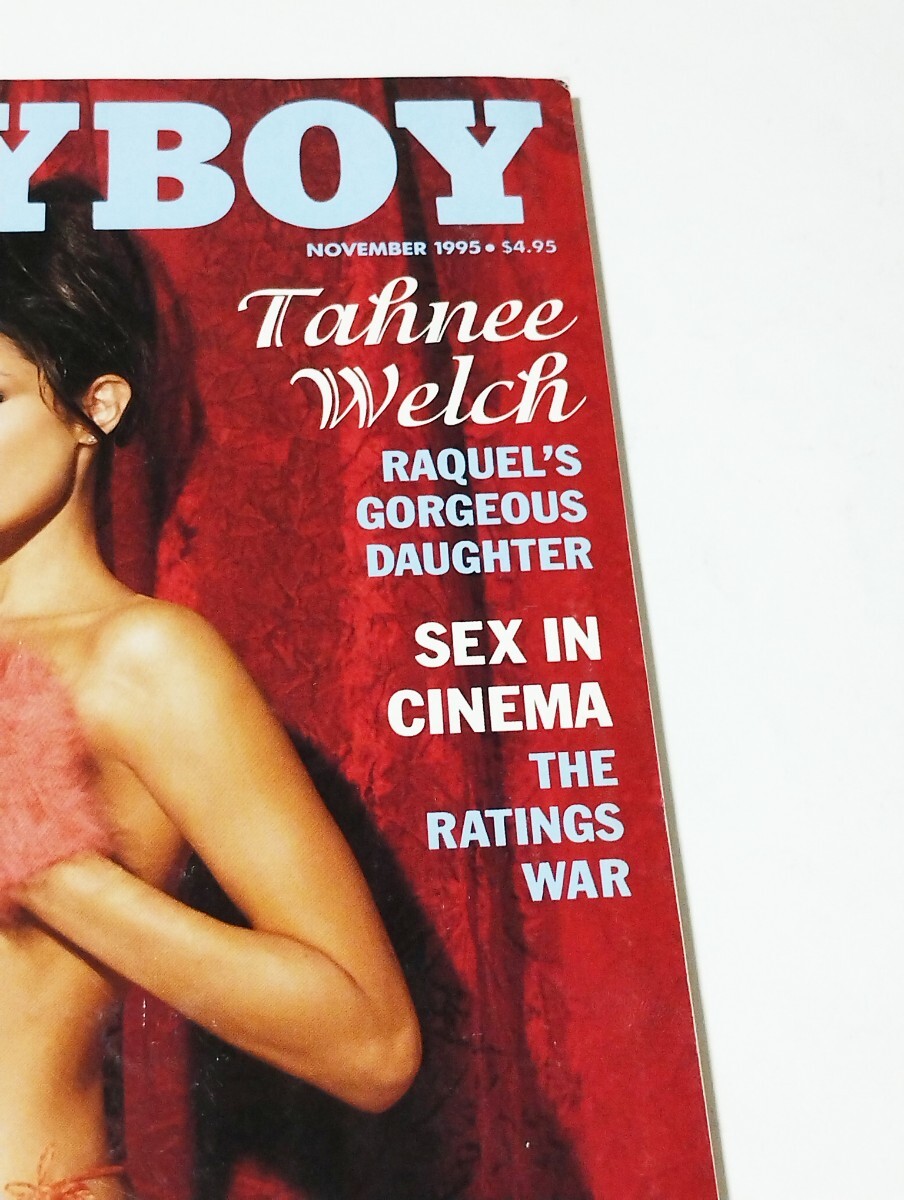 YBOY
NOVEMBER 1995 • $4.95
Tahnee
Welch
RAQUEL'S
GORGEOUS
DAUGHTER
SEX IN
CINEMA
THE
RATINGS
WAR